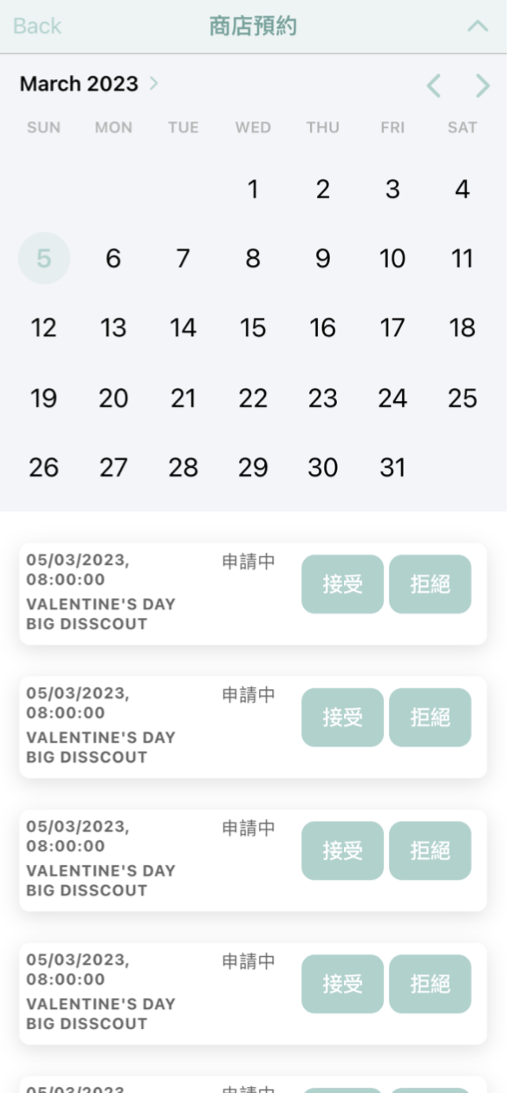 Back 商店預約
March 2023
SUN MON TUE WED THU FRI SAT
1 2 3 4
5 6 7 8 9 10 11
12 13 14 15 16 17 18
19 20 21 22 23 24 25
26 27 28 29 30 31
05/03/2023, 申請中
08:00:00
接受 拒絕
VALENTINE'S DAY
BIG DISSCOUT
05/03/2023, 申請中
08:00:00
接受 拒絕
VALENTINE'S DAY
BIG DISSCOUT
05/03/2023, 申請中
08:00:00
接受 拒絕
VALENTINE'S DAY
BIG DISSCOUT
05/03/2023, 申請中
08:00:00
接受 拒絕
VALENTINE'S DAY
BIG DISSCOUT
05/03/2023 申請中